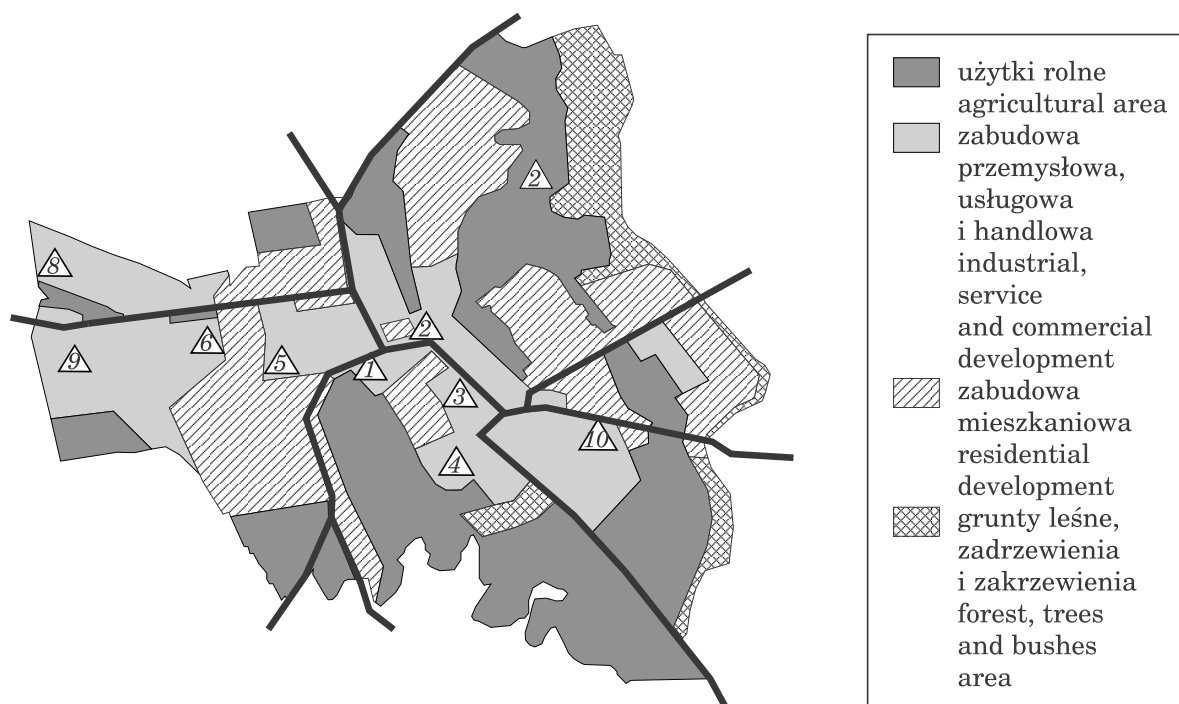 2
8
2
6
9
5
1
3
10
4
użytki rolne
agricultural area
zabudowa
przemysłowa,
usługowa
i handlowa
industrial,
service
and commercial
development
zabudowa
mieszkaniowa
residential
development
grunty leśne,
zadrzewienia
i zakrzewienia
forest, trees
and bushes
area